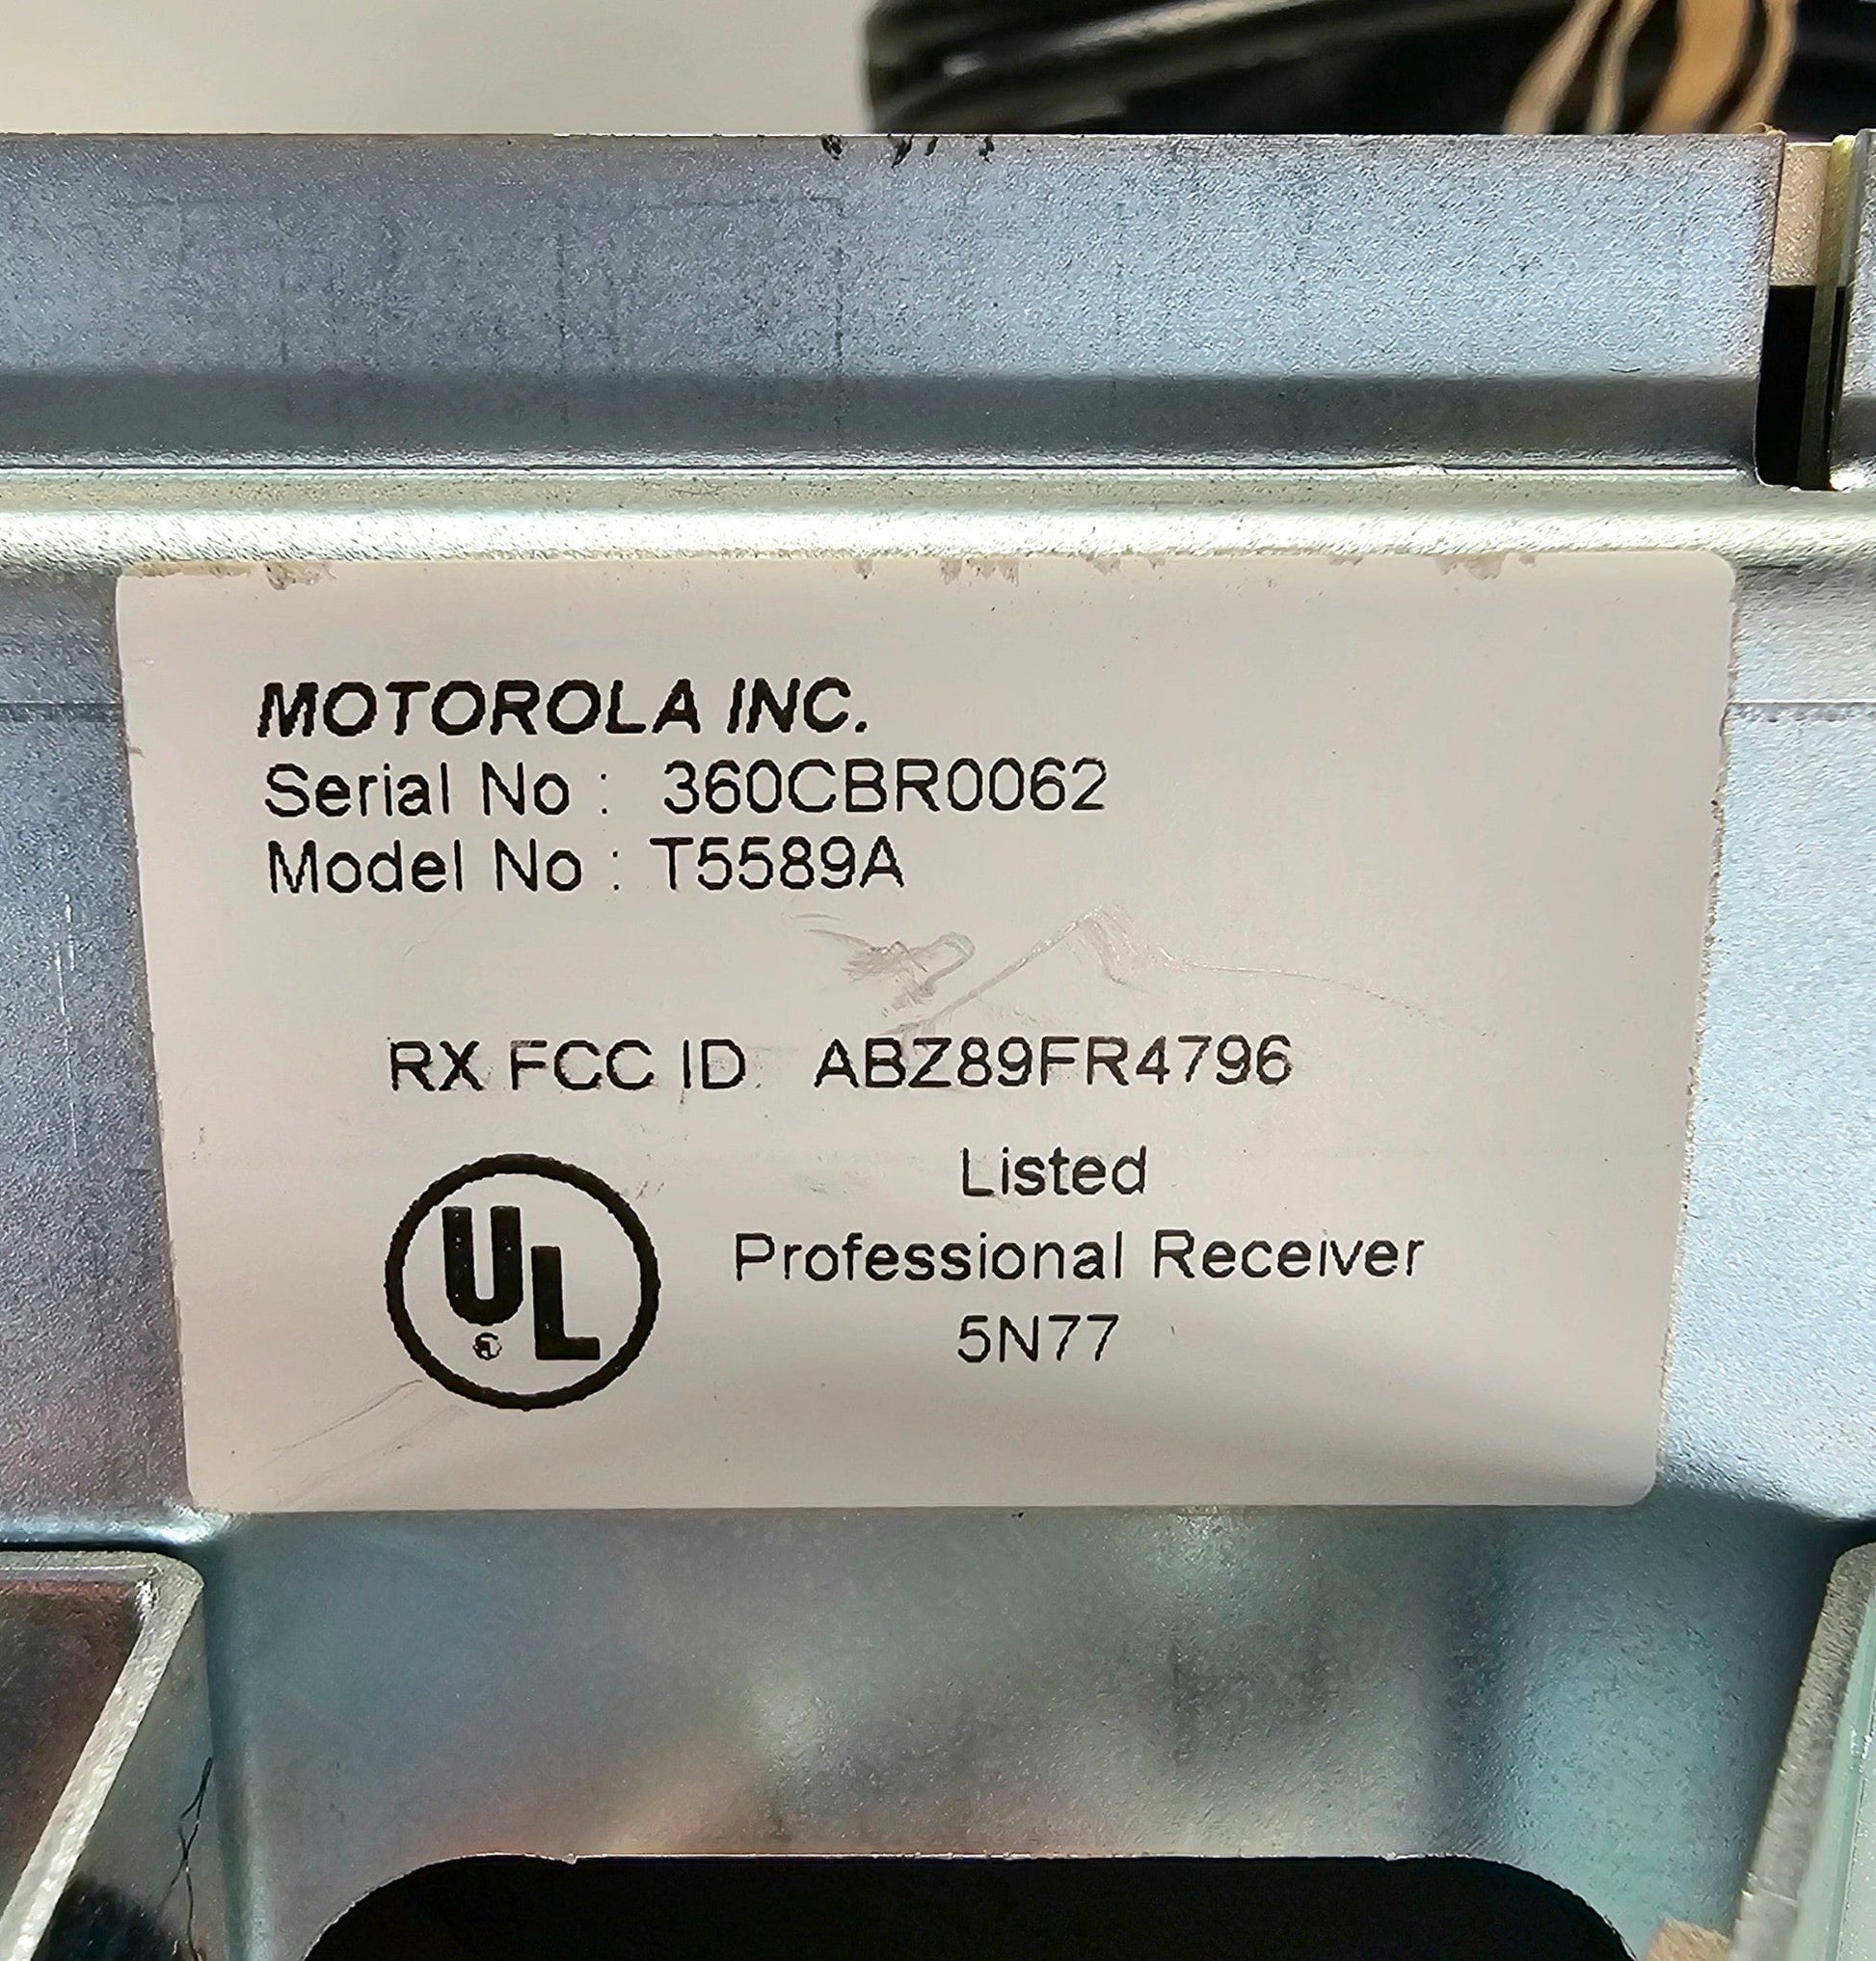 MOTOROLA INC.
Serial No : 360CBR0062
Model No : T5589A
RX FCC ID ABZ89FR4796
UL
Listed
Professional Receiver
5N77